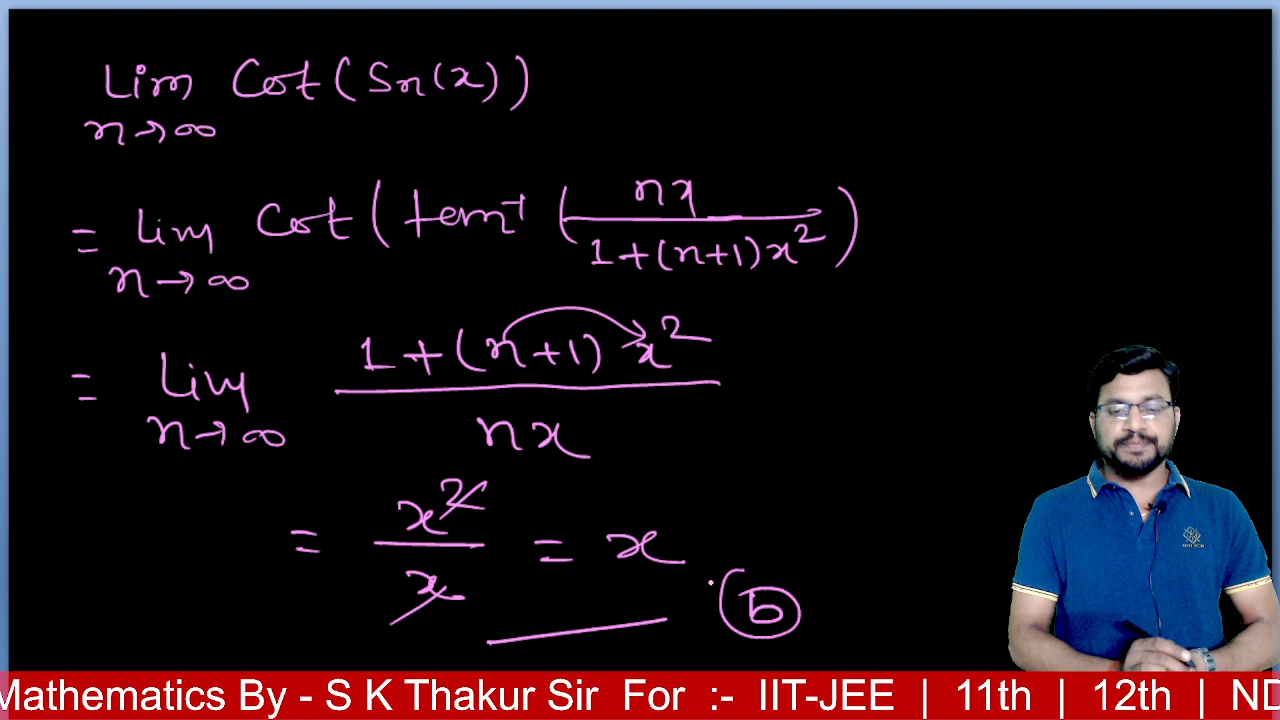 Lim Cot(Sn(x))
n→∞
= Lim Cot(tan⁻¹(nx / 1+(n+1)x²))
n→∞
= Lim 1+(n+1)x² / nx
n→∞
= x² / x = x
(b
Mathematics By - S K Thakur Sir For :- IIT-JEE | 11th | 12th | ND